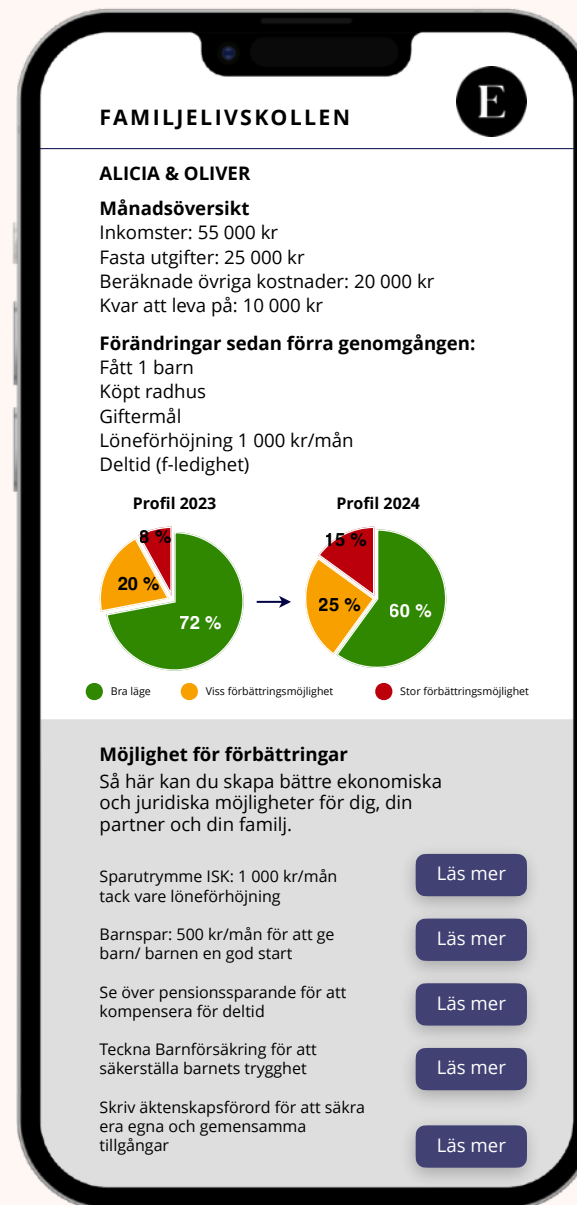 FAMILJELIVSKOLLEN
E
ALICIA & OLIVER
Månadsöversikt
Inkomster: 55 000 kr
Fasta utgifter: 25 000 kr
Beräknade övriga kostnader: 20 000 kr
Kvar att leva på: 10 000 kr
Förändringar sedan förra genomgången:
Fått 1 barn
Köpt radhus
Giftermål
Löneförhöjning 1 000 kr/mån
Deltid (f-ledighet)
Profil 2023
8 %
20 %
72 %
Profil 2024
15 %
25 %
60 %
Bra läge
Viss förbättringsmöjlighet
Stor förbättringsmöjlighet
Möjlighet för förbättringar
Så här kan du skapa bättre ekonomiska
och juridiska möjligheter för dig, din
partner och din familj.
Sparutrymme ISK: 1 000 kr/mån
tack vare löneförhöjning
Läs mer
Barnspar: 500 kr/mån för att ge
barn/ barnen en god start
Läs mer
Se över pensionssparande för att
kompensera för deltid
Läs mer
Teckna Barnförsäkring för att
säkerställa barnets trygghet
Läs mer
Skriv äktenskapsförord för att säkra
era egna och gemensamma
tillgångar
Läs mer